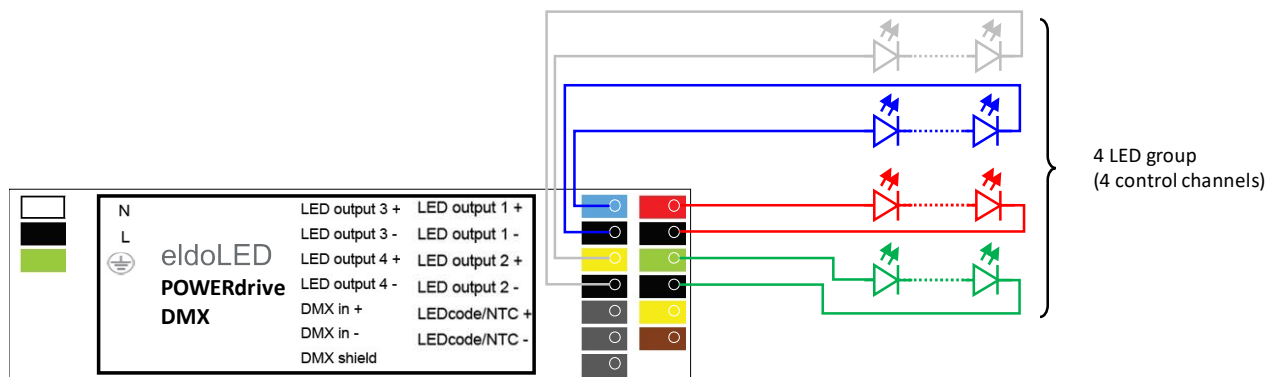 4 LED group
(4 control channels)
N
L
eldoLED
POWERdrive
DMX
LED output 3 +
LED output 3 -
LED output 4 +
LED output 4 -
DMX in +
DMX in -
DMX shield
LED output 1 +
LED output 1 -
LED output 2 +
LED output 2 -
LEDcode/NTC +
LEDcode/NTC -